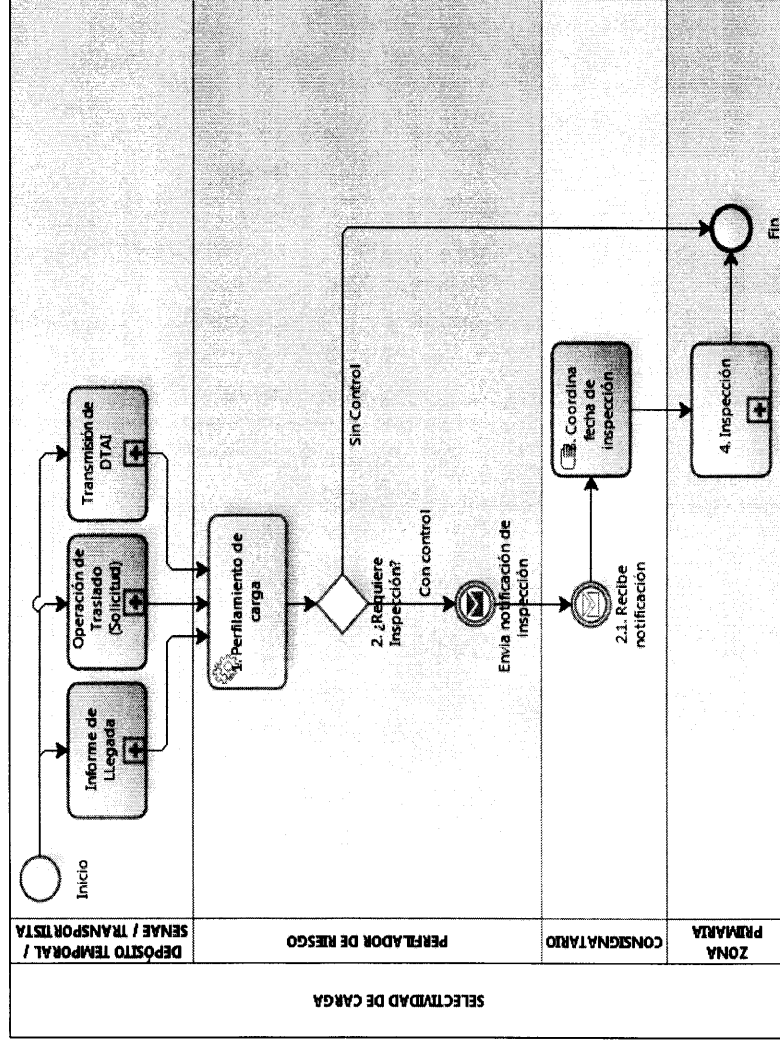 SELECTIVIDAD DE CARGA
DEPÓSITO TEMPORAL /
SENAE / TRANSPORTISTA
Inicio
Informe de
LLegada
Operación de
Traslado
(Solicitud)
Transmisión de
DTAI
PERFILADOR DE RIESGO
1. Perfilamiento de
carga
2. ¿Requiere
Inspección?
Con control
Sin Control
Envia notificación de
inspección
CONSIGNATARIO
2.1. Recibe
notificación
Coordina
fecha de
inspección
ZONA
PRIMARIA
4. Inspección
Fin